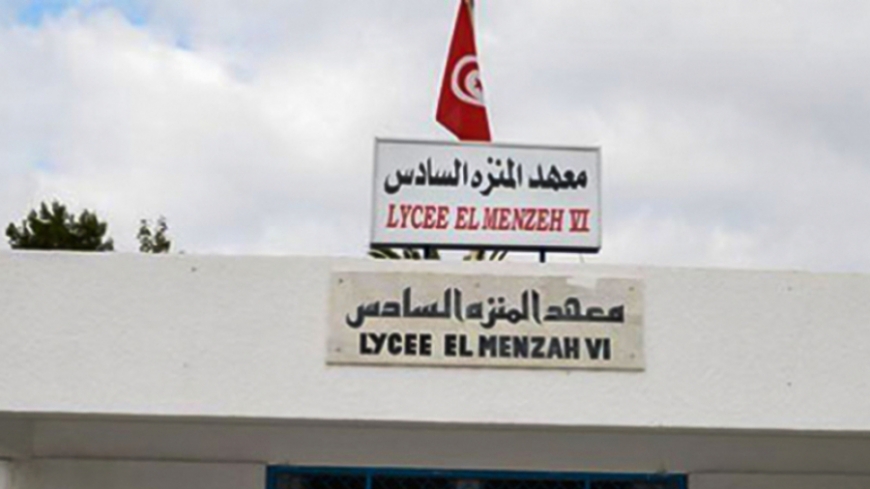 معهد المنزه السادس
LYCEE EL MENZEH VI
معهد المنزه السادس
LYCEE EL MENZAH VI